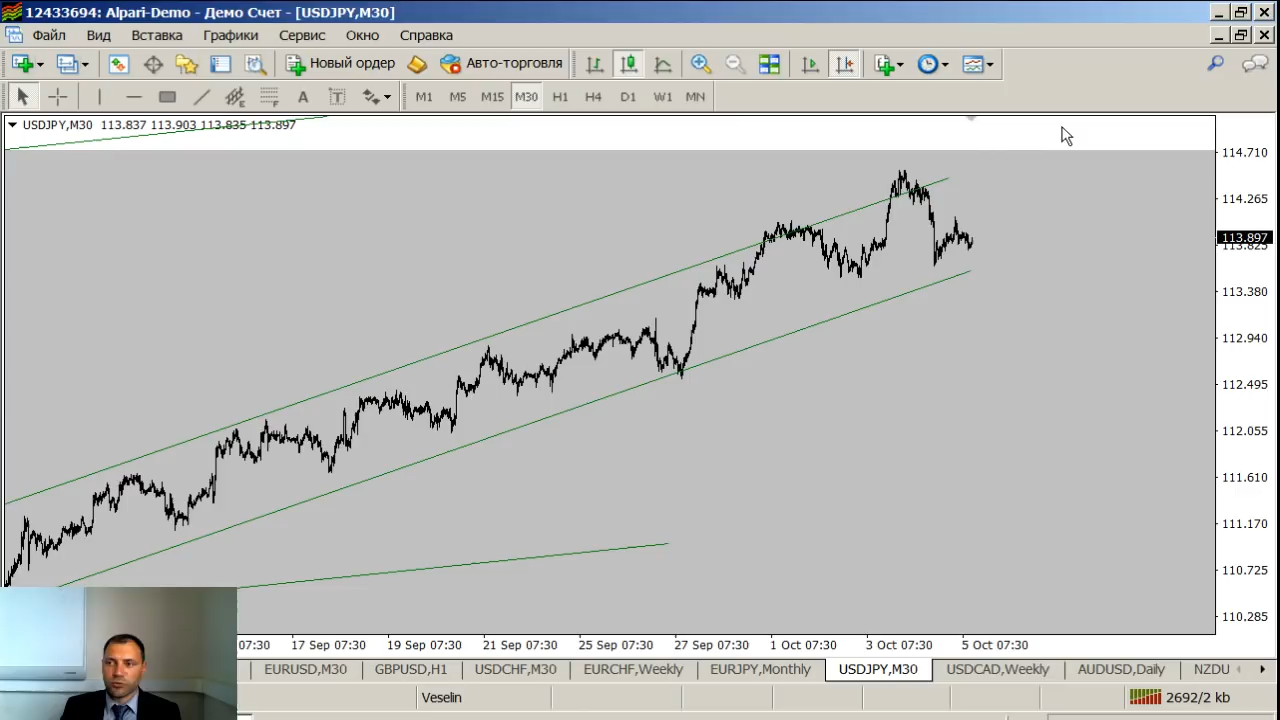 12433694: Alpari-Demo - Демо Счет - [USDJPY,M30]
Файл Вид Вставка Графики Сервис Окно Справка
Новый ордер Авто-торговля
A T M1 M5 M15 M30 H1 H4 D1 W1 MN
USDJPY,M30 113.837 113.903 113.835 113.897
114.710
114.265
113.897
113.825
113.380
112.940
112.495
112.055
111.610
111.170
110.725
110.285
07:30 17 Sep 07:30 19 Sep 07:30 21 Sep 07:30 25 Sep 07:30 27 Sep 07:30 1 Oct 07:30 3 Oct 07:30 5 Oct 07:30
EURUSD,M30 GBPUSD,H1 USDCHF,M30 EURCHF,Weekly EURJPY,Monthly USDJPY,M30 USDCAD,Weekly AUDUSD,Daily NZDU
Veselin 2692/2 kb